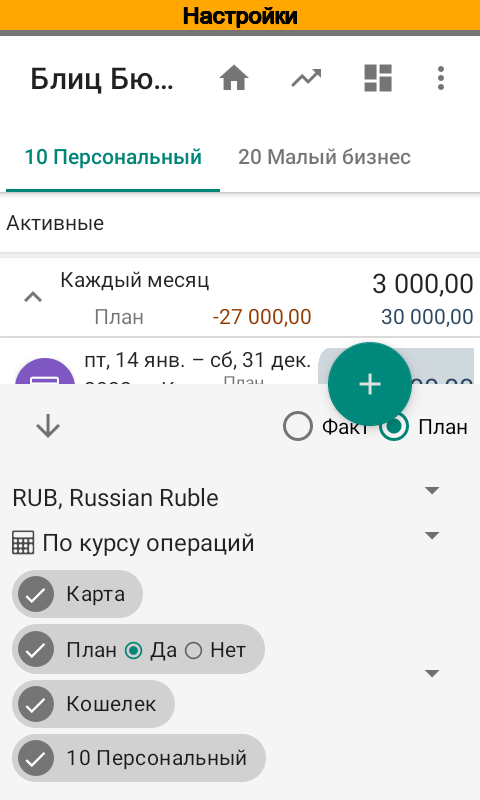 Настройки
Блиц Бю...
10 Персональный 20 Малый бизнес
Активные
Каждый месяц 3 000,00
План -27 000,00 30 000,00
пт, 14 янв. – сб, 31 дек.
План
Факт План
RUB, Russian Ruble
По курсу операций
Карта
План Да Нет
Кошелек
10 Персональный